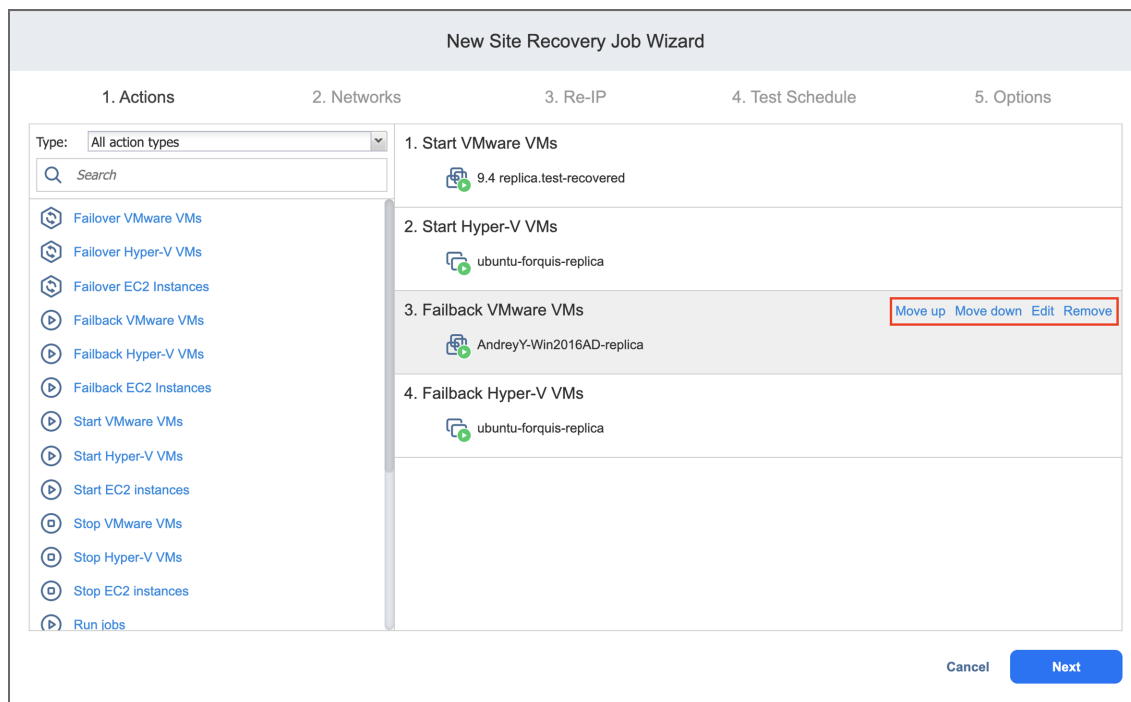 New Site Recovery Job Wizard
1. Actions
2. Networks
3. Re-IP
4. Test Schedule
5. Options
Type: All action types
Search
Failover VMware VMs
Failover Hyper-V VMs
Failover EC2 Instances
Failback VMware VMs
Failback Hyper-V VMs
Failback EC2 Instances
Start VMware VMs
Start Hyper-V VMs
Start EC2 instances
Stop VMware VMs
Stop Hyper-V VMs
Stop EC2 instances
Run jobs
1. Start VMware VMs
9.4 replica.test-recovered
2. Start Hyper-V VMs
ubuntu-forquis-replica
3. Failback VMware VMs
Move up Move down Edit Remove
AndreyY-Win2016AD-replica
4. Failback Hyper-V VMs
ubuntu-forquis-replica
Cancel
Next